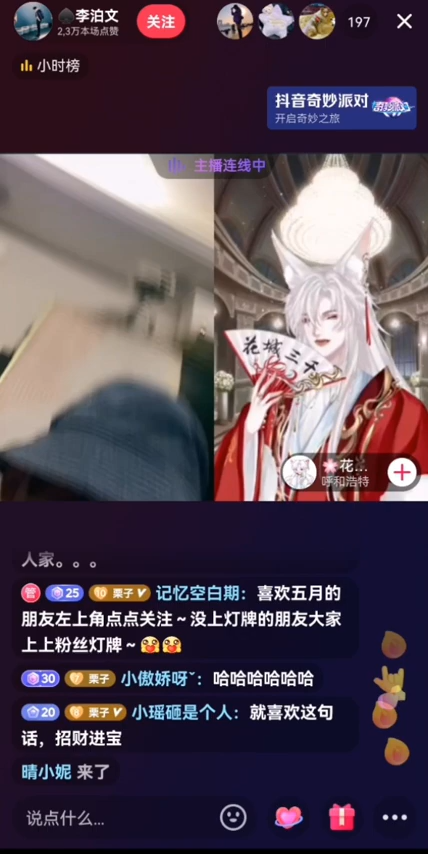 李泊文
关注
197
2,3万本场点赞
小时榜
抖音奇妙派对
开启奇妙之旅
主播连线中
花城三千
花...
呼和浩特
人家。。。
管 25 栗子 记忆空白期：喜欢五月的
朋友左上角点点关注～没上灯牌的朋友大家
上上粉丝灯牌～
30 栗子 小傲娇呀ˇ：哈哈哈哈哈哈
20 栗子 小瑶砸是个人：就喜欢这句
话，招财进宝
晴小妮 来了
说点什么...